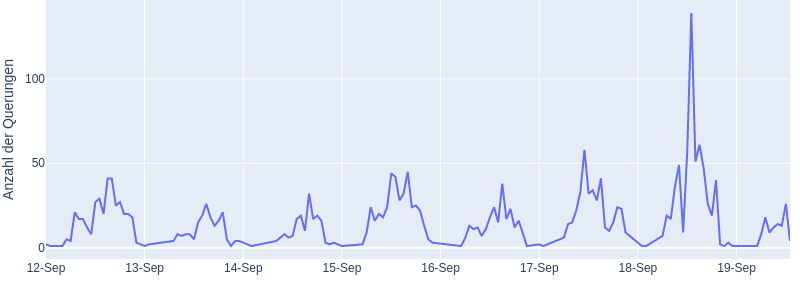 Anzahl der Querungen
100
50
0
12-Sep
13-Sep
14-Sep
15-Sep
16-Sep
17-Sep
18-Sep
19-Sep